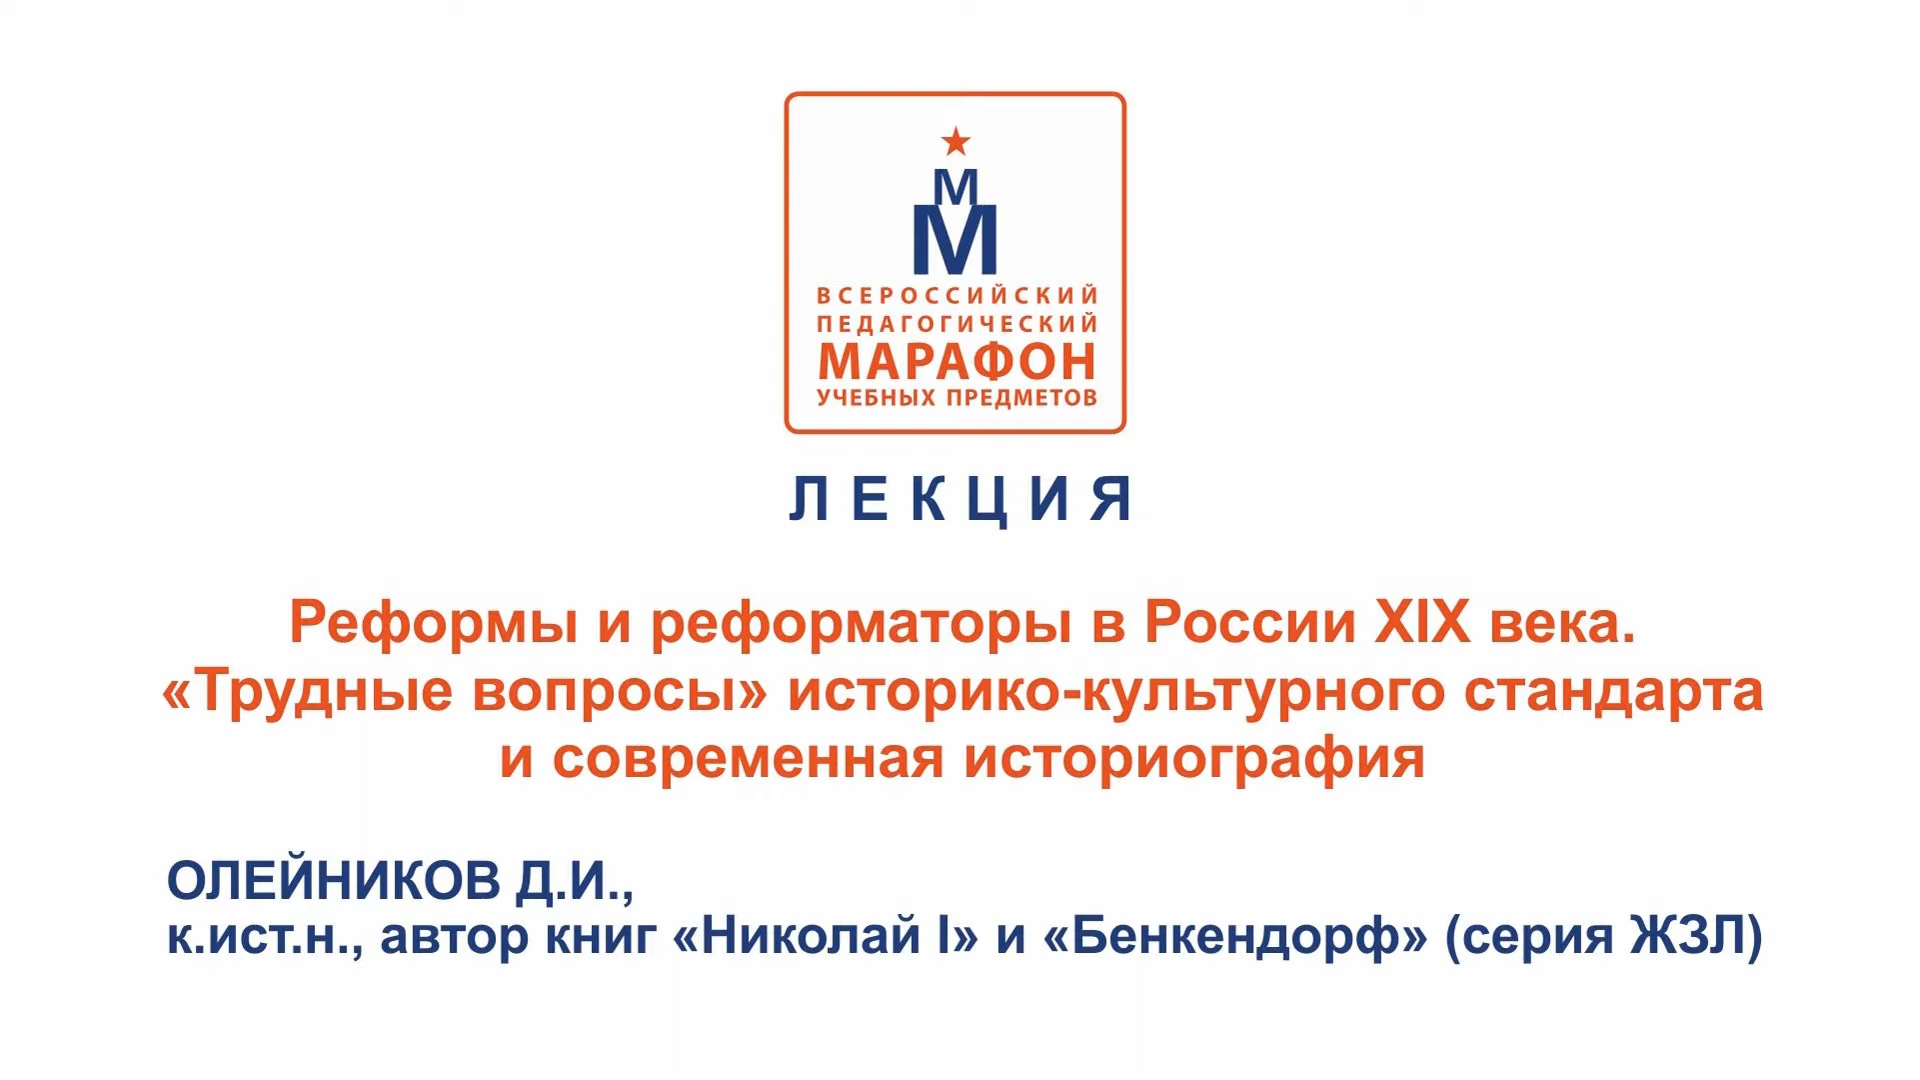 М
М
ВСЕРОССИЙСКИЙ
ПЕДАГОГИЧЕСКИЙ
МАРАФОН
УЧЕБНЫХ ПРЕДМЕТОВ
ЛЕКЦИЯ
Реформы и реформаторы в России XIX века.
«Трудные вопросы» историко-культурного стандарта
и современная историография
ОЛЕЙНИКОВ Д.И.,
к.ист.н., автор книг «Николай I» и «Бенкендорф» (серия ЖЗЛ)